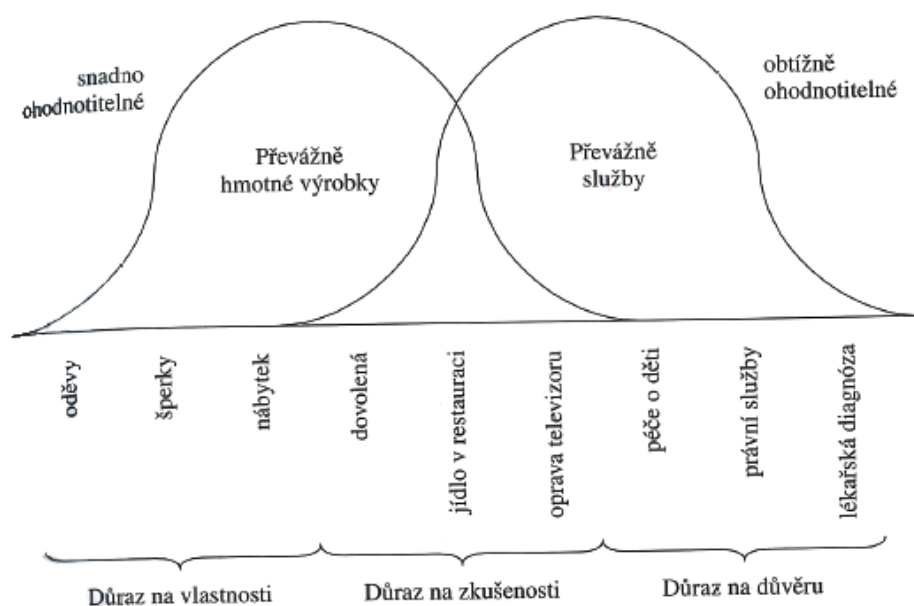 snadno
ohodnotitelné
obtížně
ohodnotitelné
Převážně
hmotné výrobky
Převážně
služby
oděvy
šperky
nábytek
dovolená
jídlo v restauraci
oprava televizoru
péče o děti
právní služby
lékařská diagnóza
Důraz na vlastnosti
Důraz na zkušenosti
Důraz na důvěru